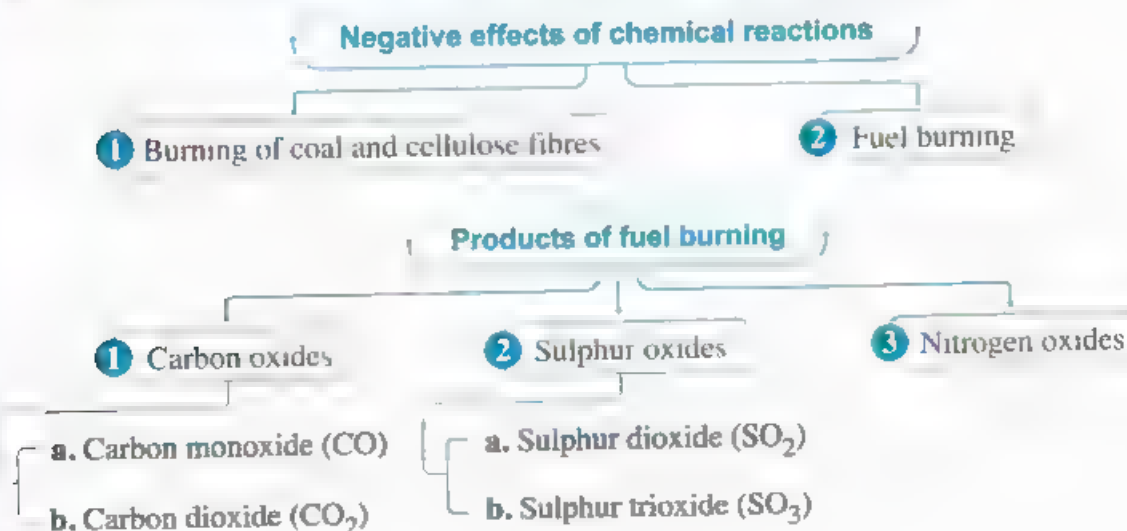 Negative effects of chemical reactions
1 Burning of coal and cellulose fibres
2 Fuel burning
Products of fuel burning
1 Carbon oxides
2 Sulphur oxides
3 Nitrogen oxides
a. Carbon monoxide (CO)
a. Sulphur dioxide (SO₂)
b. Carbon dioxide (CO₂)
b. Sulphur trioxide (SO₃)